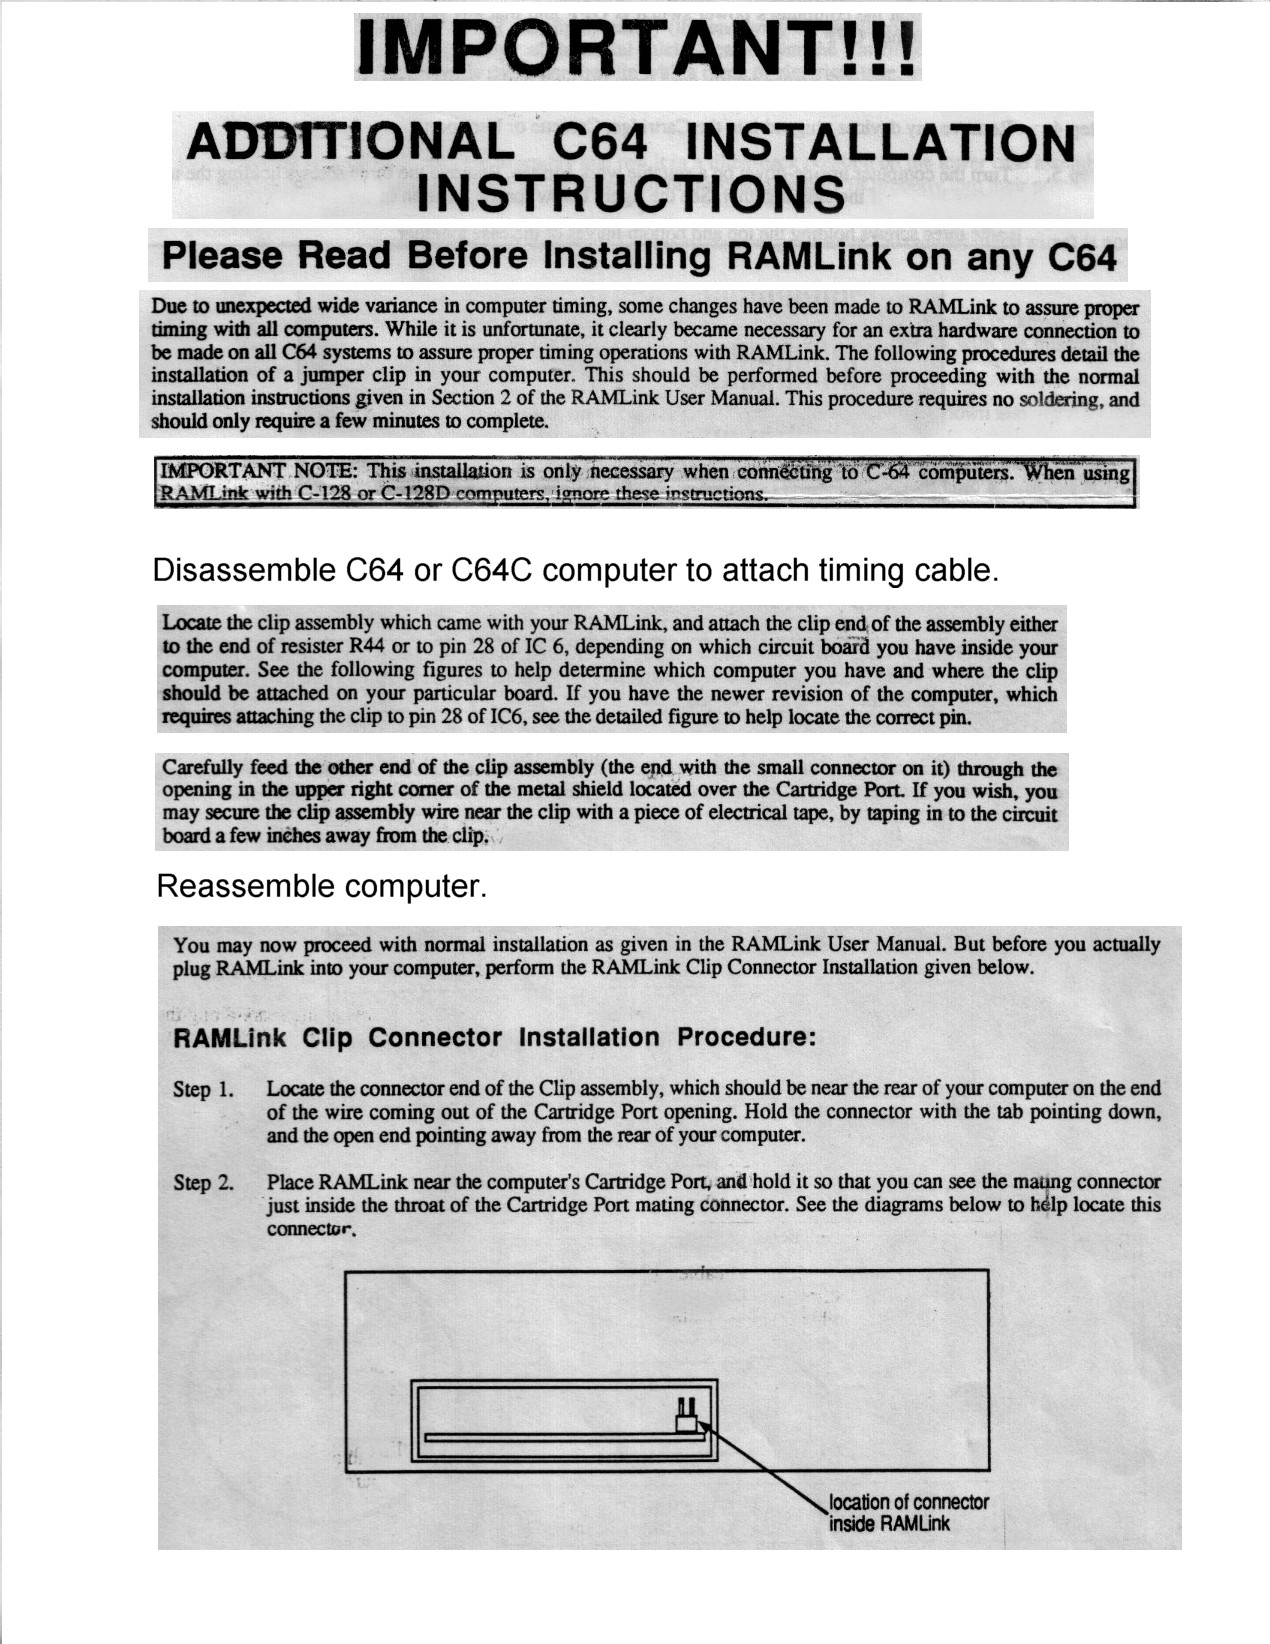 IMPORTANT!!!
ADDITIONAL C64 INSTALLATION
INSTRUCTIONS
Please Read Before Installing RAMLink on any C64
Due to unexpected wide variance in computer timing, some changes have been made to RAMLink to assure proper
timing with all computers. While it is unfortunate, it clearly became necessary for an extra hardware connection to
be made on all C64 systems to assure proper timing operations with RAMLink. The following procedures detail the
installation of a jumper clip in your computer. This should be performed before proceeding with the normal
installation instructions given in Section 2 of the RAMLink User Manual. This procedure requires no soldering, and
should only require a few minutes to complete.
IMPORTANT NOTE: This installation is only necessary when connecting to C-64 computers. When using
RAMLink with C-128 or C-128D computers, ignore these instructions.
Disassemble C64 or C64C computer to attach timing cable.
Locate the clip assembly which came with your RAMLink, and attach the clip end of the assembly either
to the end of resister R44 or to pin 28 of IC 6, depending on which circuit board you have inside your
computer. See the following figures to help determine which computer you have and where the clip
should be attached on your particular board. If you have the newer revision of the computer, which
requires attaching the clip to pin 28 of IC6, see the detailed figure to help locate the correct pin.
Carefully feed the other end of the clip assembly (the end with the small connector on it) through the
opening in the upper right corner of the metal shield located over the Cartridge Port. If you wish, you
may secure the clip assembly wire near the clip with a piece of electrical tape, by taping in to the circuit
board a few inches away from the clip.
Reassemble computer.
You may now proceed with normal installation as given in the RAMLink User Manual. But before you actually
plug RAMLink into your computer, perform the RAMLink Clip Connector Installation given below.
RAMLink Clip Connector Installation Procedure:
Step 1. Locate the connector end of the Clip assembly, which should be near the rear of your computer on the end
of the wire coming out of the Cartridge Port opening. Hold the connector with the tab pointing down,
and the open end pointing away from the rear of your computer.
Step 2. Place RAMLink near the computer's Cartridge Port, and hold it so that you can see the mating connector
just inside the throat of the Cartridge Port mating connector. See the diagrams below to help locate this
connector.
location of connector
inside RAMLink